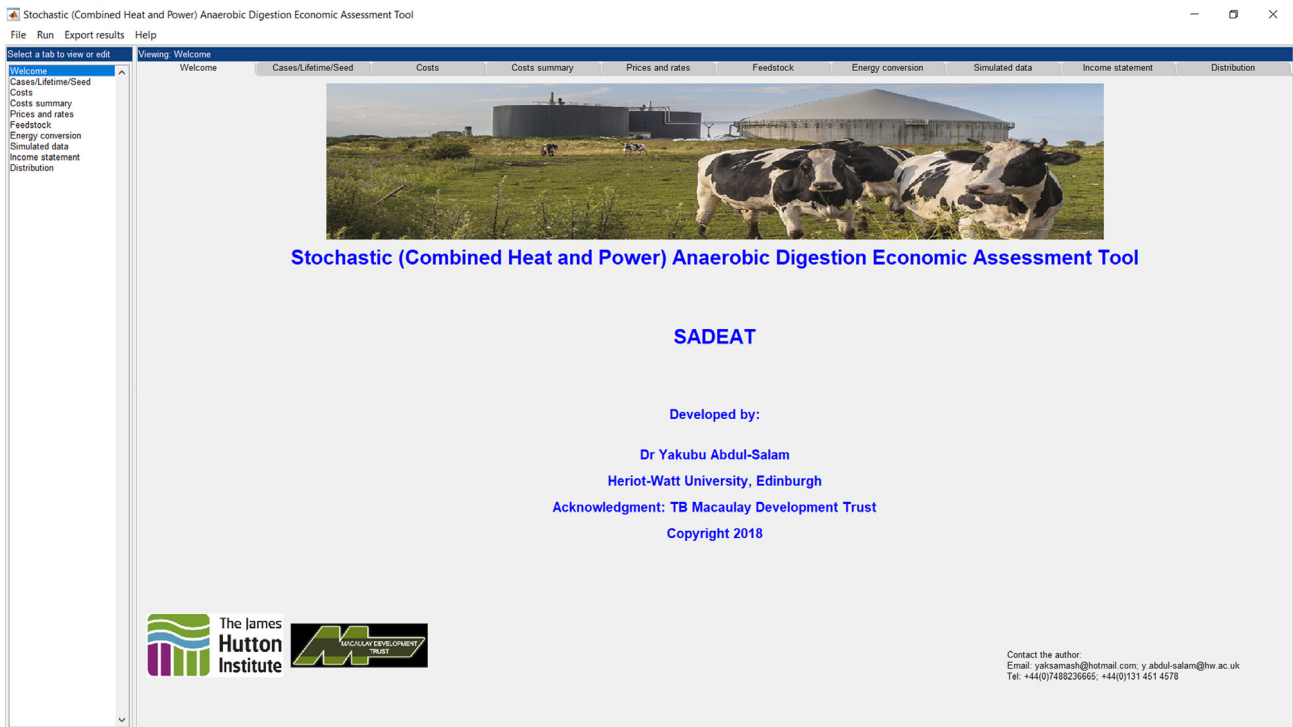 Stochastic (Combined Heat and Power) Anaerobic Digestion Economic Assessment Tool
File Run Export results Help
Select a tab to view or edit
Viewing: Welcome
Welcome
Cases/Lifetime/Seed
Costs
Costs summary
Prices and rates
Feedstock
Energy conversion
Simulated data
Income statement
Distribution
Welcome Cases/Lifetime/Seed Costs Costs summary Prices and rates Feedstock Energy conversion Simulated data Income statement Distribution
Stochastic (Combined Heat and Power) Anaerobic Digestion Economic Assessment Tool
SADEAT
Developed by:
Dr Yakubu Abdul-Salam
Heriot-Watt University, Edinburgh
Acknowledgment: TB Macaulay Development Trust
Copyright 2018
The James
Hutton
Institute
MACAULAY DEVELOPMENT
TRUST
Contact the author:
Email: yaksamash@hotmail.com; y.abdul-salam@hw.ac.uk
Tel: +44(0)7488236665; +44(0)131 451 4578